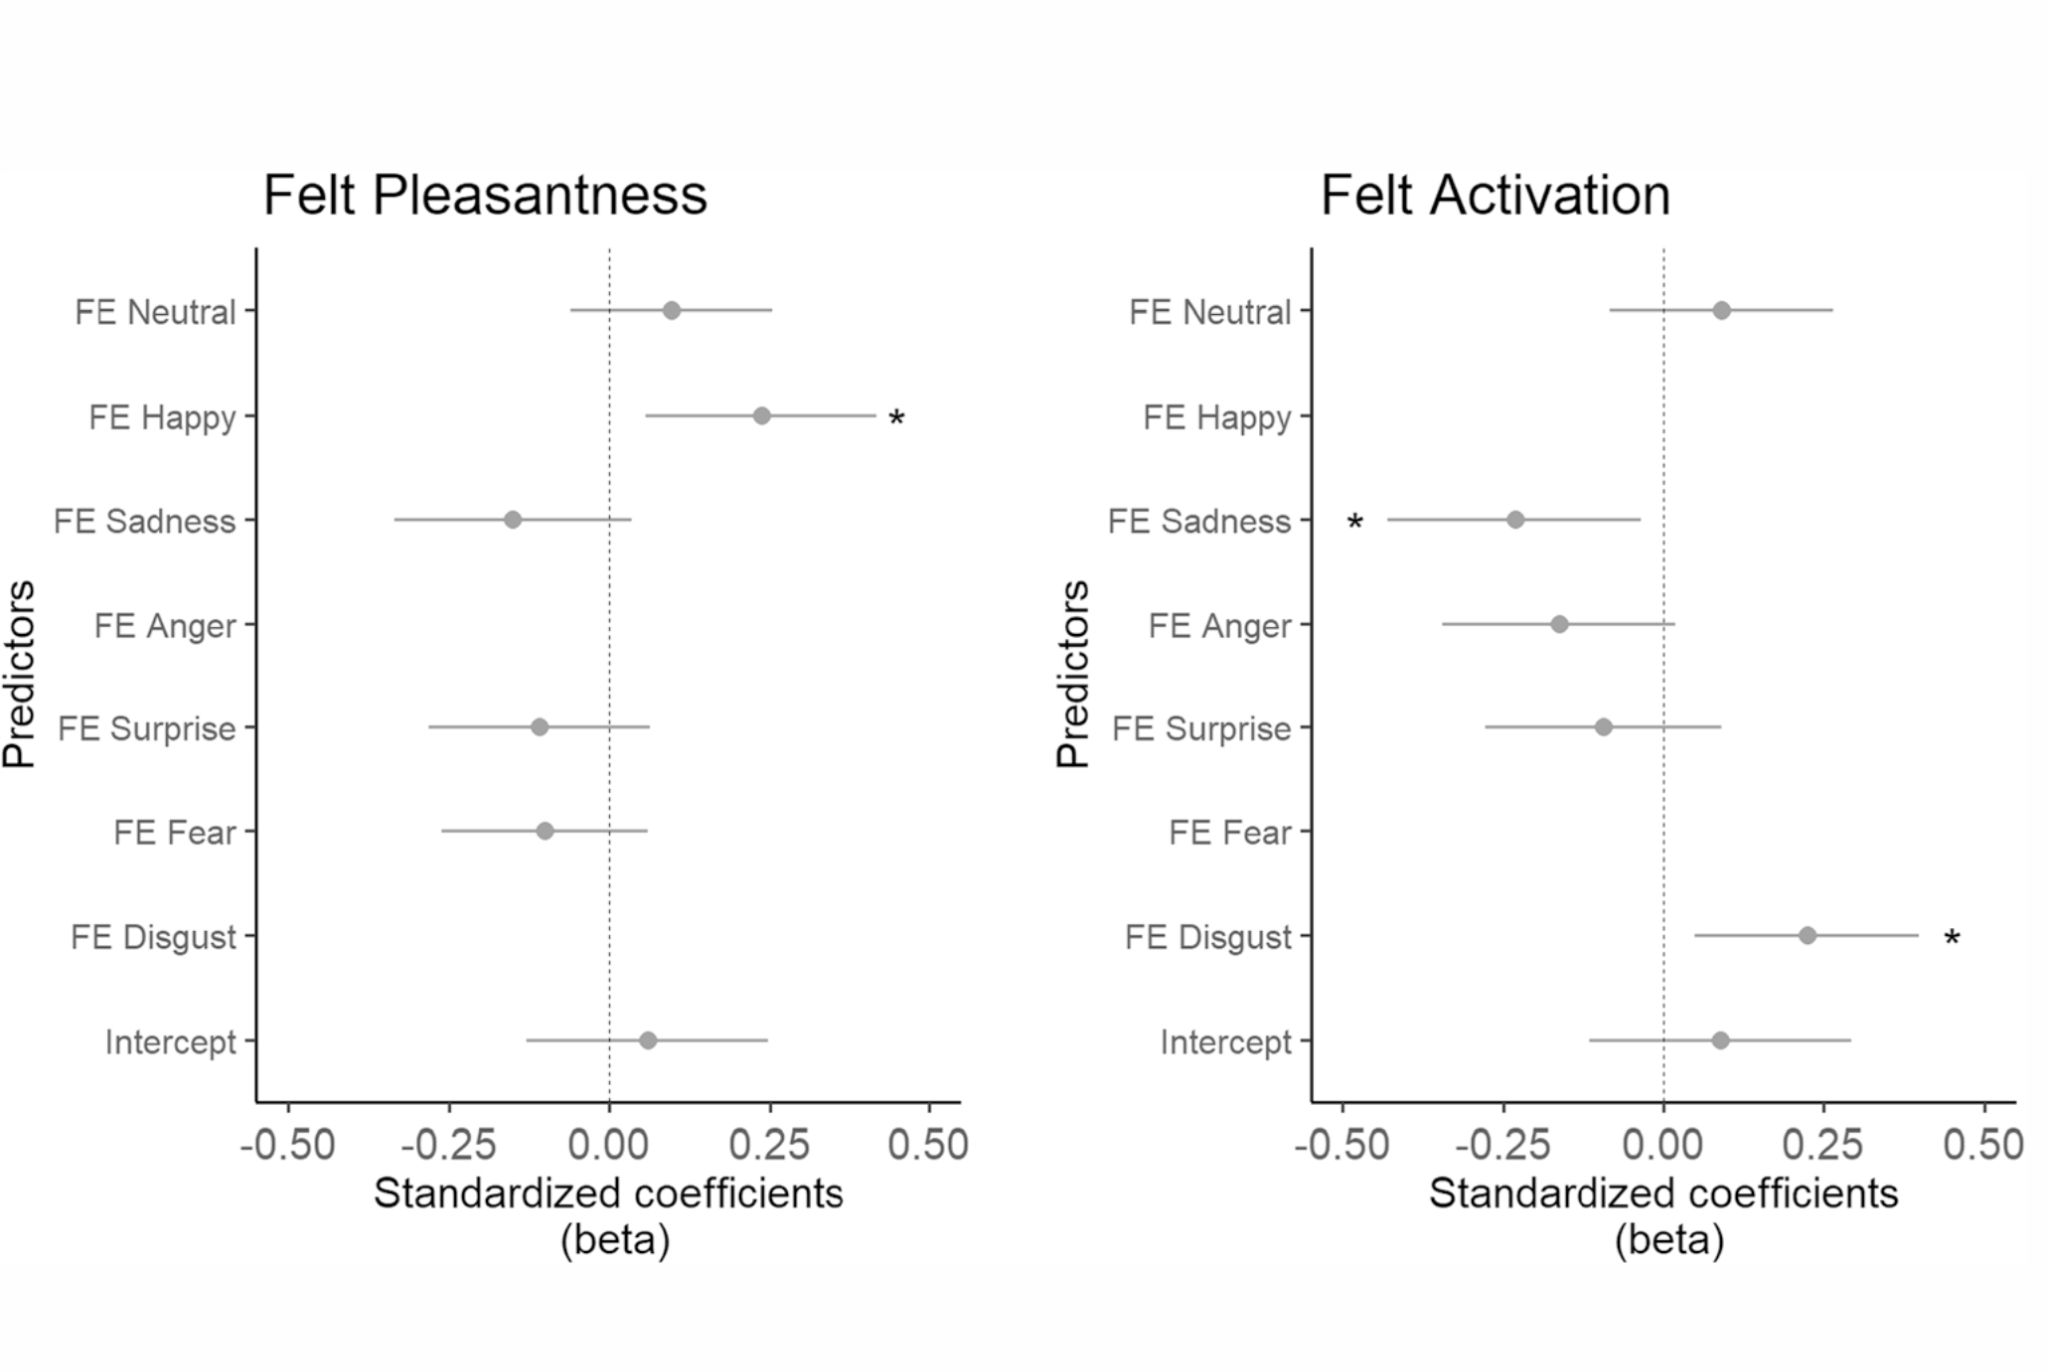 Felt Pleasantness
Predictors
FE Neutral
FE Happy
*
FE Sadness
FE Anger
FE Surprise
FE Fear
FE Disgust
Intercept
-0.50 -0.25 0.00 0.25 0.50
Standardized coefficients
(beta)
Felt Activation
Predictors
FE Neutral
FE Happy
FE Sadness
*
FE Anger
FE Surprise
FE Fear
FE Disgust
*
Intercept
-0.50 -0.25 0.00 0.25 0.50
Standardized coefficients
(beta)